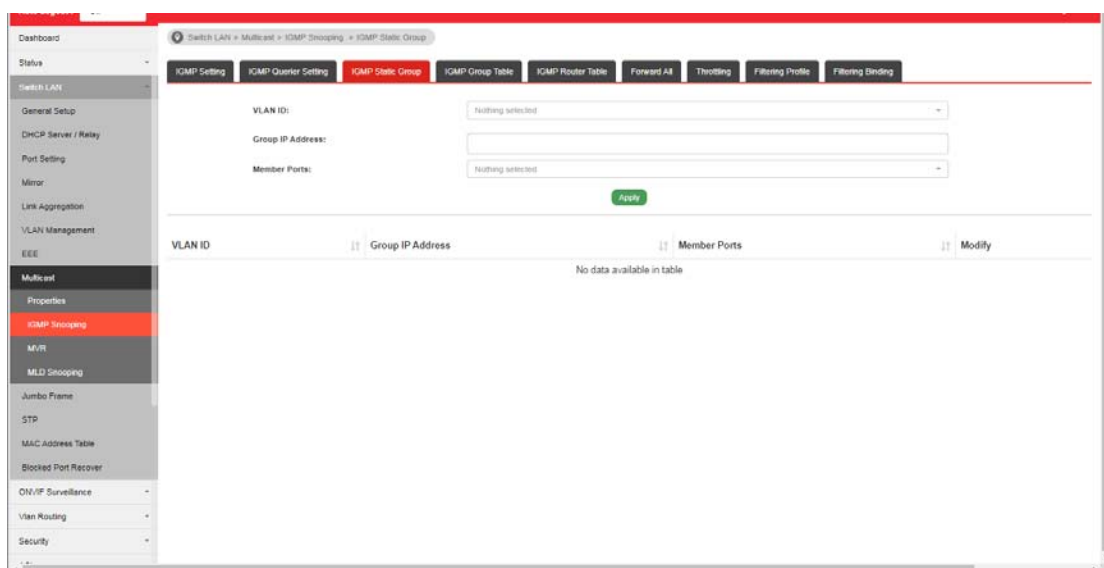 Dashboard
Switch LAN » Multicast » IGMP Snooping » IGMP Static Group
Status
IGMP Setting
IGMP Querier Setting
IGMP Static Group
IGMP Group Table
IGMP Router Table
Forward All
Throttling
Filtering Profile
Filtering Binding
Switch LAN
General Setup
DHCP Server / Relay
Port Setting
Mirror
Link Aggregation
VLAN Management
EEE
Multicast
Properties
IGMP Snooping
MVR
MLD Snooping
Jumbo Frame
STP
MAC Address Table
Blocked Port Recover
ONVIF Surveillance
Vlan Routing
Security
VLAN ID:
Nothing selected
Group IP Address:
Member Ports:
Nothing selected
Apply
VLAN ID
Group IP Address
Member Ports
Modify
No data available in table